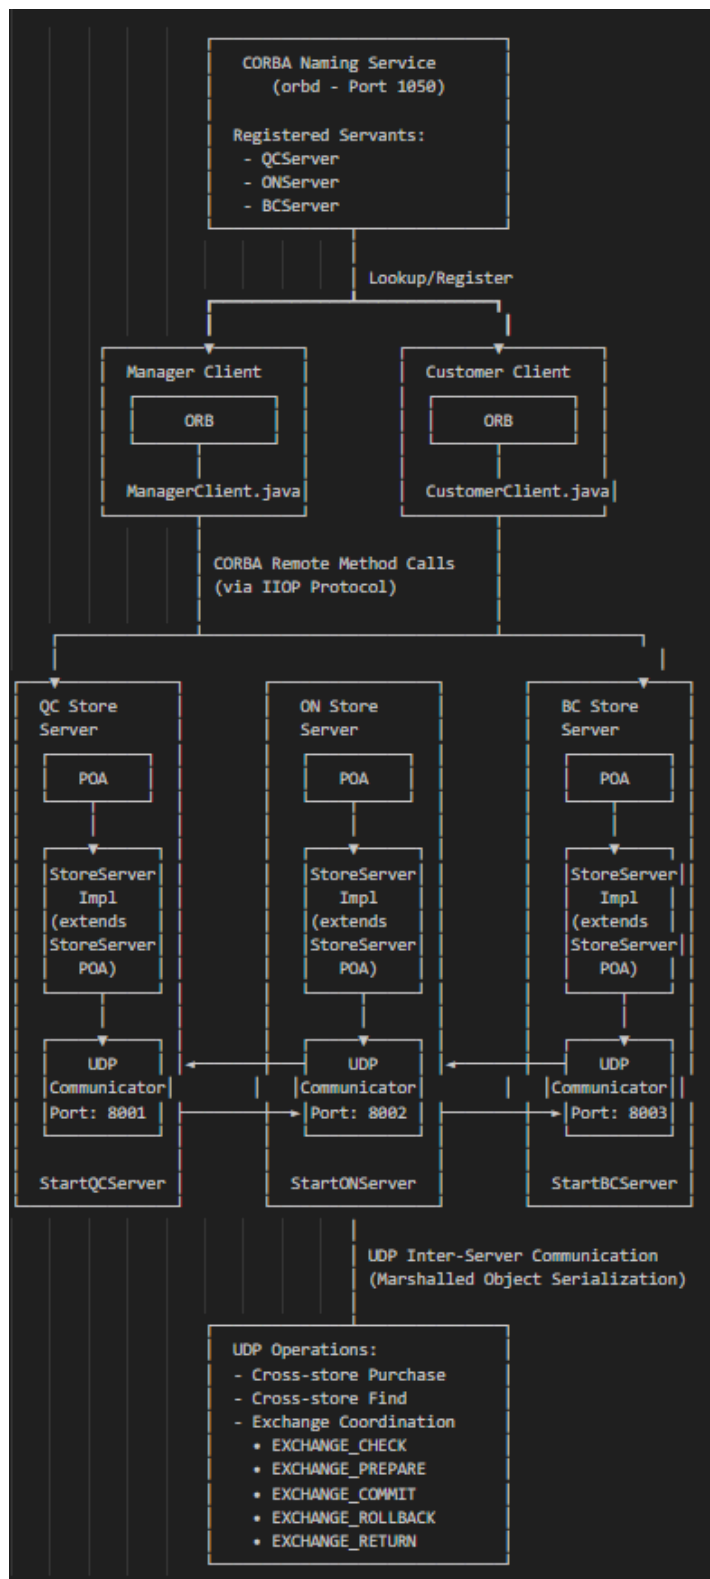 CORBA Naming Service
(orbd - Port 1050)
Registered Servants:
- QCServer
- ONServer
- BCServer
Lookup/Register
Manager Client
Customer Client
ORB
ORB
ManagerClient.java
CustomerClient.java
CORBA Remote Method Calls
(via IIOP Protocol)
QC Store
Server
ON Store
Server
BC Store
Server
POA
POA
POA
StoreServer
Impl
(extends
StoreServer
POA)
StoreServer
Impl
(extends
StoreServer
POA)
StoreServer
Impl
(extends
StoreServer
POA)
UDP
Communicator
Port: 8001
UDP
Communicator
Port: 8002
UDP
Communicator
Port: 8003
StartQCServer
StartONServer
StartBCServer
UDP Inter-Server Communication
(Marshalled Object Serialization)
UDP Operations:
- Cross-store Purchase
- Cross-store Find
- Exchange Coordination
• EXCHANGE_CHECK
• EXCHANGE_PREPARE
• EXCHANGE_COMMIT
• EXCHANGE_ROLLBACK
• EXCHANGE_RETURN